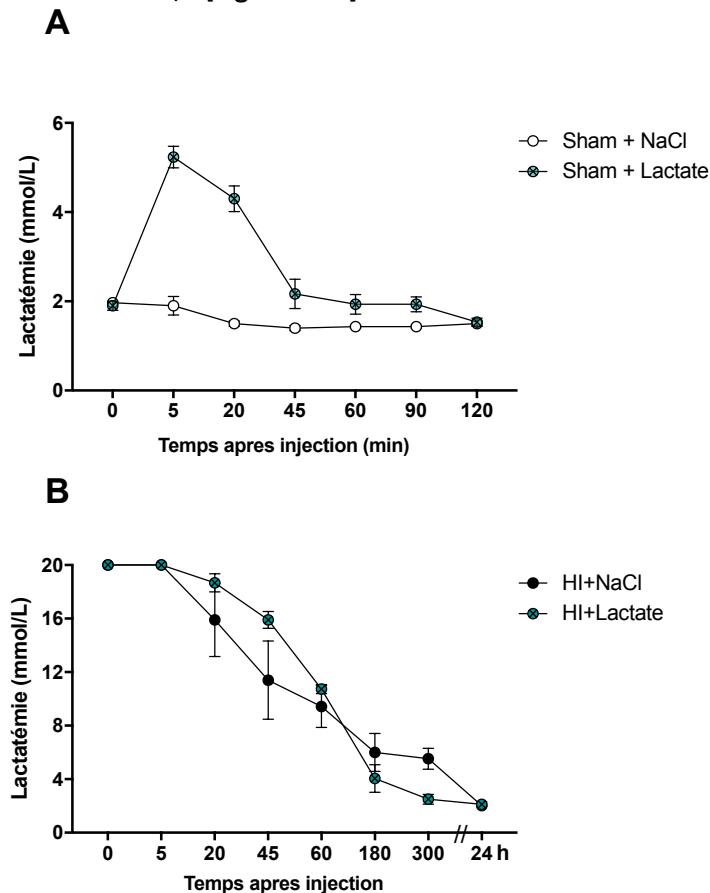 A
6
4
2
0
Lactatémie (mmol/L)
Sham + NaCl
Sham + Lactate
0 5 20 45 60 90 120
Temps apres injection (min)
B
20
16
12
8
4
0
Lactatémie (mmol/L)
HI+NaCl
HI+Lactate
0 5 20 45 60 180 300 // 24 h
Temps apres injection